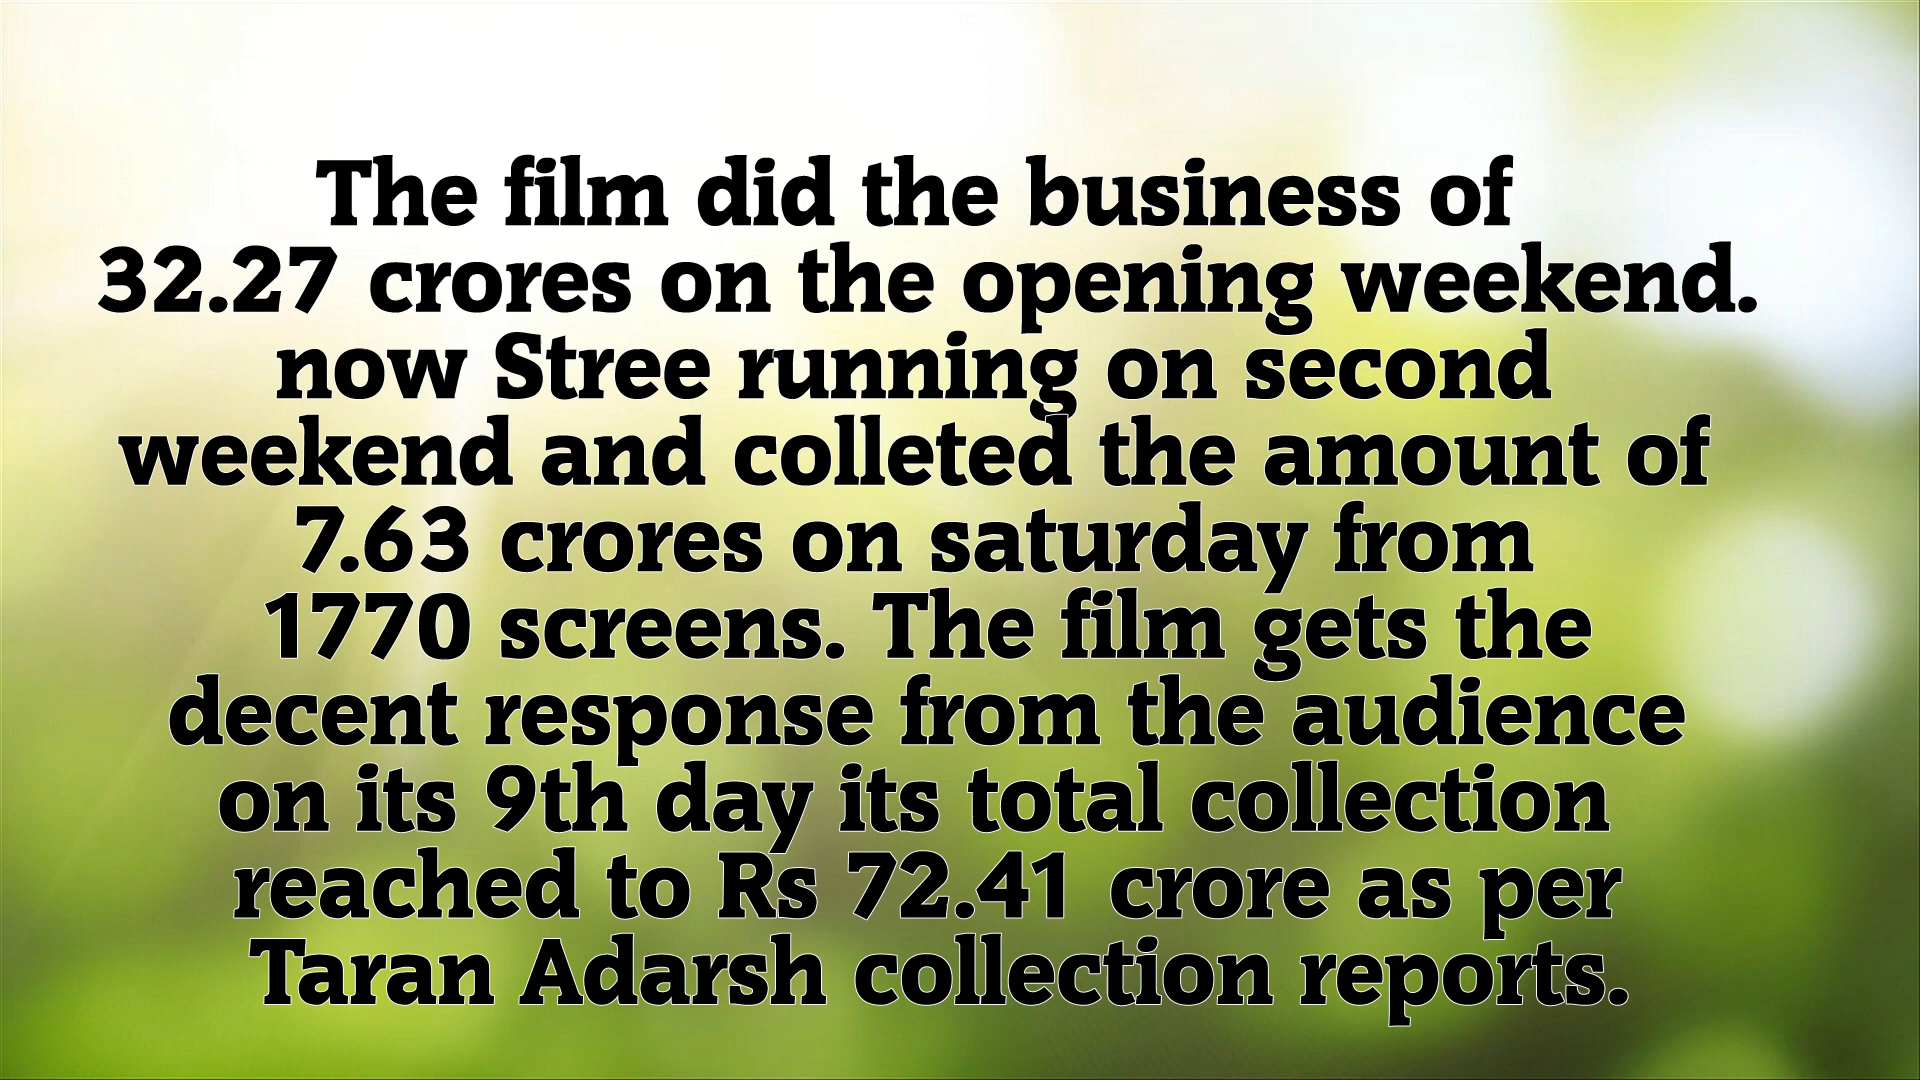 The film did the business of
32.27 crores on the opening weekend.
now Stree running on second
weekend and colleted the amount of
7.63 crores on saturday from
1770 screens. The film gets the
decent response from the audience
on its 9th day its total collection
reached to Rs 72.41 crore as per
Taran Adarsh collection reports.